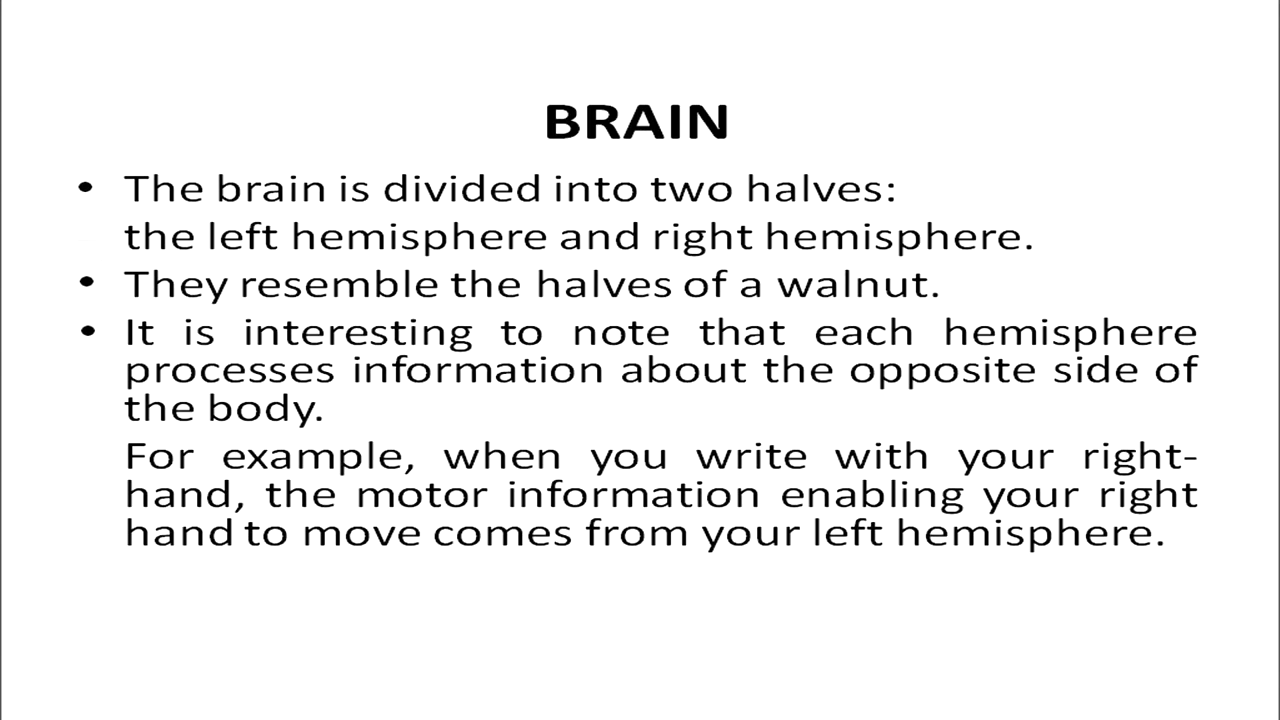 BRAIN
• The brain is divided into two halves:
the left hemisphere and right hemisphere.
• They resemble the halves of a walnut.
• It is interesting to note that each hemisphere
processes information about the opposite side of
the body.
For example, when you write with your right-
hand, the motor information enabling your right
hand to move comes from your left hemisphere.